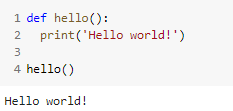 1 def hello():
2   print('Hello world!')
3
4 hello()
Hello world!